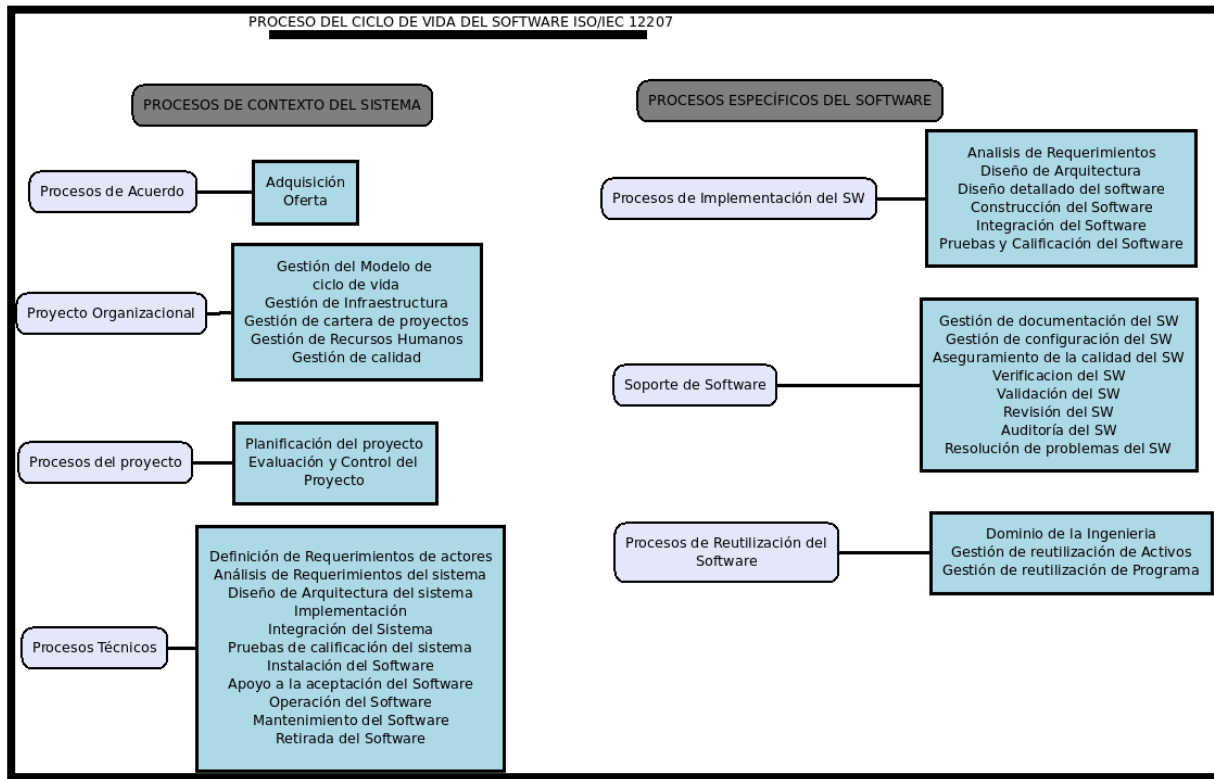 PROCESO DEL CICLO DE VIDA DEL SOFTWARE ISO/IEC 12207
PROCESOS DE CONTEXTO DEL SISTEMA
Procesos de Acuerdo
Adquisición
Oferta
Proyecto Organizacional
Gestión del Modelo de
ciclo de vida
Gestión de Infraestructura
Gestión de cartera de proyectos
Gestión de Recursos Humanos
Gestión de calidad
Procesos del proyecto
Planificación del proyecto
Evaluación y Control del
Proyecto
Procesos Técnicos
Definición de Requerimientos de actores
Análisis de Requerimientos del sistema
Diseño de Arquitectura del sistema
Implementación
Integración del Sistema
Pruebas de calificación del sistema
Instalación del Software
Apoyo a la aceptación del Software
Operación del Software
Mantenimiento del Software
Retirada del Software
PROCESOS ESPECÍFICOS DEL SOFTWARE
Procesos de Implementación del SW
Analisis de Requerimientos
Diseño de Arquitectura
Diseño detallado del software
Construcción del Software
Integración del Software
Pruebas y Calificación del Software
Soporte de Software
Gestión de documentación del SW
Gestión de configuración del SW
Aseguramiento de la calidad del SW
Verificacion del SW
Validación del SW
Revisión del SW
Auditoría del SW
Resolución de problemas del SW
Procesos de Reutilización del
Software
Dominio de la Ingenieria
Gestión de reutilización de Activos
Gestión de reutilización de Programa